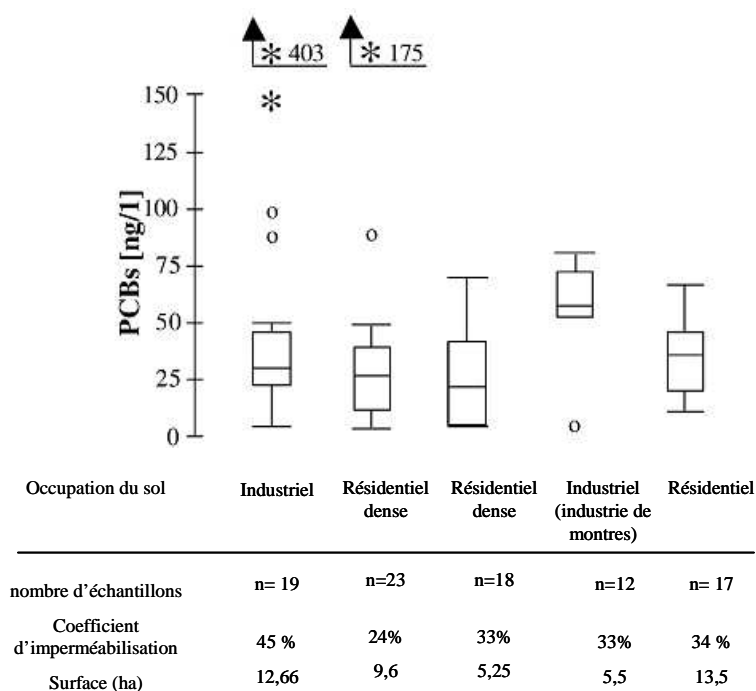 * 403 * 175
150
*
125
100
75
50
25
0
PCBs [ng/l]
Occupation du sol
Industriel
Résidentiel
dense
Résidentiel
dense
Industriel
(industrie de
montres)
Résidentiel
nombre d'échantillons
n= 19
n=23
n=18
n=12
n= 17
Coefficient
d'imperméabilisation
45 %
24%
33%
33%
34 %
Surface (ha)
12,66
9,6
5,25
5,5
13,5